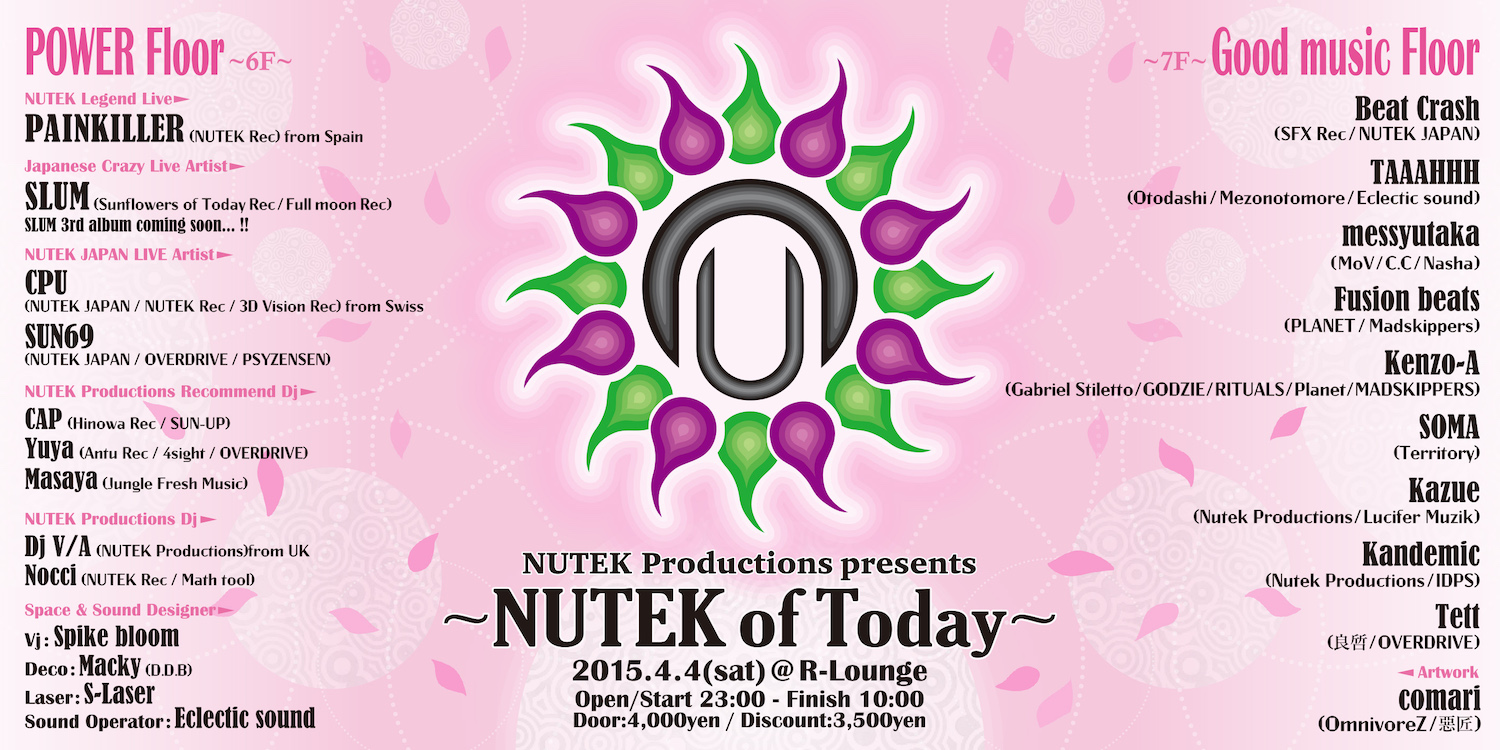 POWER Floor ~6F~
NUTEK Legend Live►
PAINKILLER (NUTEK Rec) from Spain
Japanese Crazy Live Artist►
SLUM (Sunflowers of Today Rec / Full moon Rec)
SLUM 3rd album coming soon... !!
NUTEK JAPAN LIVE Artist►
CPU
(NUTEK JAPAN / NUTEK Rec / 3D Vision Rec) from Swiss
SUN69
(NUTEK JAPAN / OVERDRIVE / PSYZENSEN)
NUTEK Productions Recommend Dj►
CAP (Hinowa Rec / SUN-UP)
Yuya (Antu Rec / 4sight / OVERDRIVE)
Masaya (Jungle Fresh Music)
NUTEK Productions Dj►
Dj V/A (NUTEK Productions)from UK
Nocci (NUTEK Rec / Math tool)
Space & Sound Designer►
Vj : Spike bloom
Deco : Macky (D.D.B)
Laser : S-Laser
Sound Operator : Eclectic sound
NUTEK Productions presents
~NUTEK of Today~
2015.4.4(sat) @ R-Lounge
Open/Start 23:00 - Finish 10:00
Door:4,000yen / Discount:3,500yen
~7F~ Good music Floor
Beat Crash
(SFX Rec / NUTEK JAPAN)
TAAAHHH
(Otodashi / Mezonotomore / Eclectic sound)
messyutaka
(MoV / C.C / Nasha)
Fusion beats
(PLANET / Madskippers)
Kenzo-A
(Gabriel Stiletto / GODZIE / RITUALS / Planet / MADSKIPPERS)
SOMA
(Territory)
Kazue
(Nutek Productions / Lucifer Muzik)
Kandemic
(Nutek Productions / IDPS)
Tett
(良哲 / OVERDRIVE)
◄Artwork
comari
(OmnivoreZ / 惡匠)